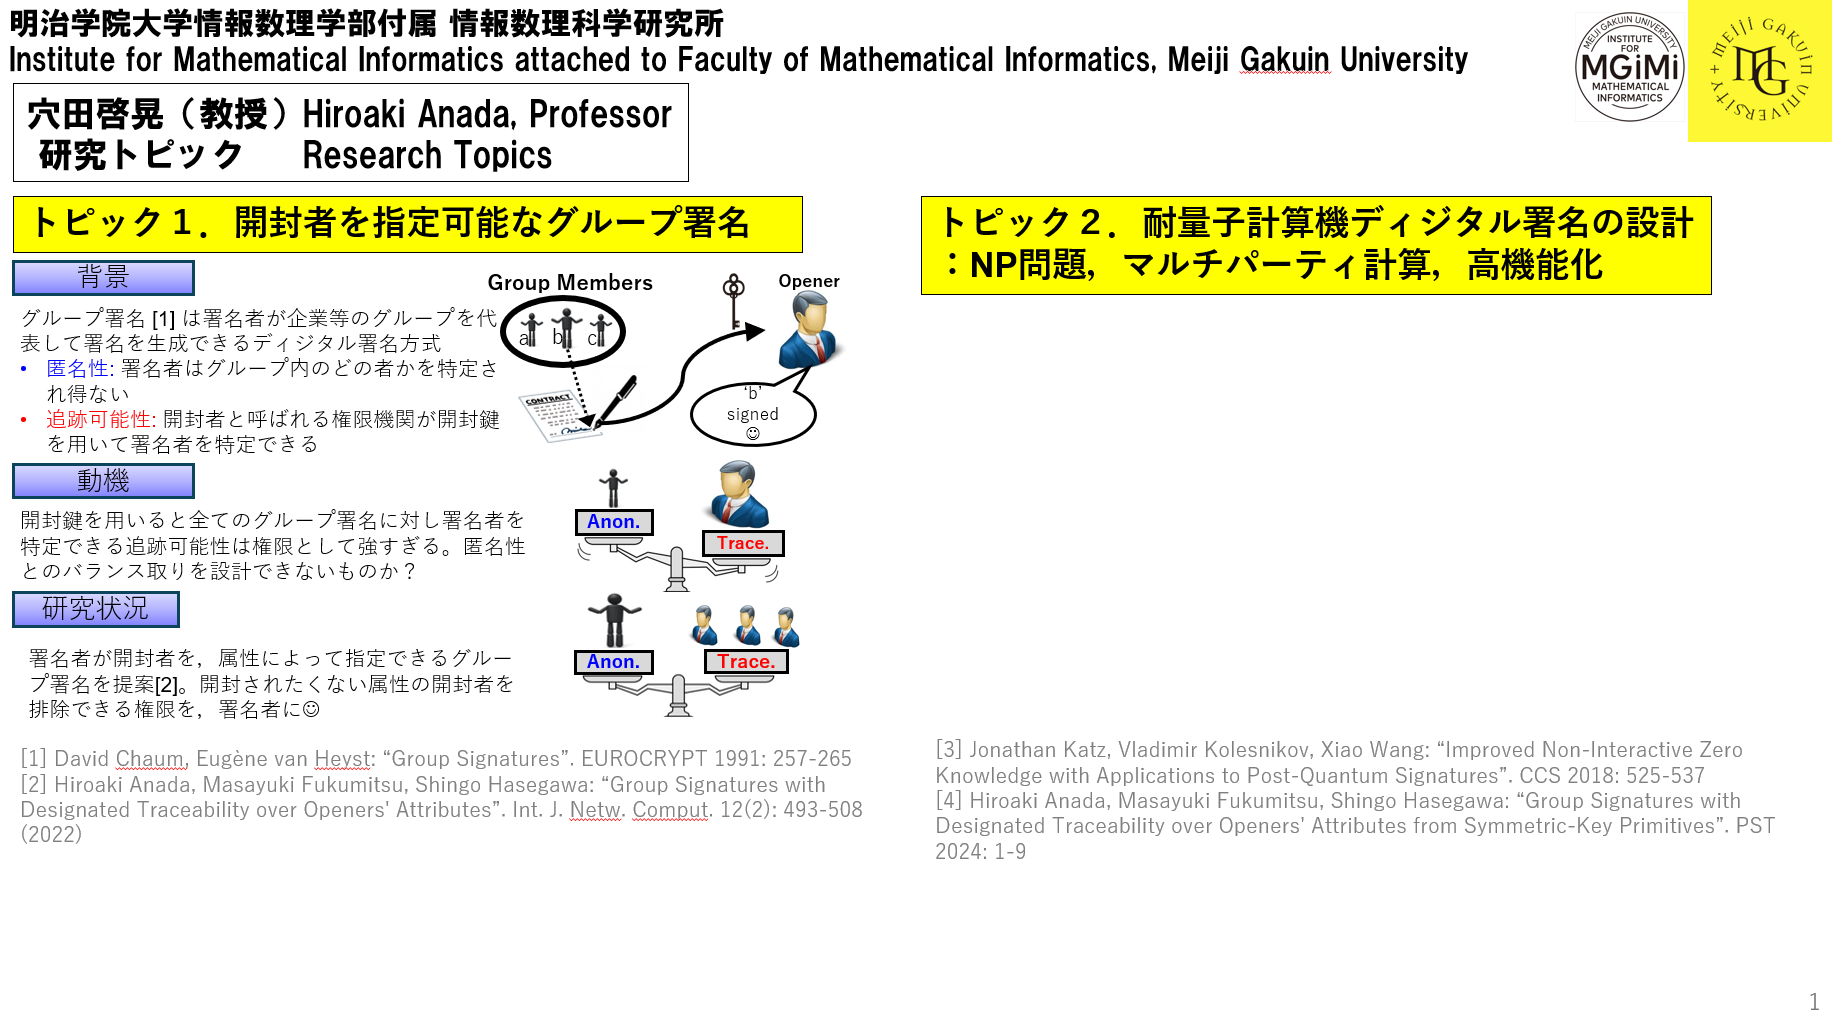 明治学院大学情報数理学部付属 情報数理科学研究所
Institute for Mathematical Informatics attached to Faculty of Mathematical Informatics, Meiji Gakuin University
MEIJI GAKUIN UNIVERSITY
INSTITUTE
FOR
MGiMi
MATHEMATICAL
INFORMATICS
MEIJI GAKUIN UNIVERSITY
MG
穴田啓晃（教授）Hiroaki Anada, Professor
研究トピック Research Topics
トピック１．開封者を指定可能なグループ署名
背景
グループ署名 [1] は署名者が企業等のグループを代
表して署名を生成できるディジタル署名方式
• 匿名性: 署名者はグループ内のどの者かを特定さ
れ得ない
• 追跡可能性: 開封者と呼ばれる権限機関が開封鍵
を用いて署名者を特定できる
Group Members
a b c
Opener
CONTRACT
‘b’
signed
☺
動機
開封鍵を用いると全てのグループ署名に対し署名者を
特定できる追跡可能性は権限として強すぎる。匿名性
とのバランス取りを設計できないものか？
Anon.
Trace.
研究状況
署名者が開封者を，属性によって指定できるグルー
プ署名を提案[2]。開封されたくない属性の開封者を
排除できる権限を，署名者に☺
Anon.
Trace.
[1] David Chaum, Eugène van Heyst: “Group Signatures”. EUROCRYPT 1991: 257-265
[2] Hiroaki Anada, Masayuki Fukumitsu, Shingo Hasegawa: “Group Signatures with
Designated Traceability over Openers' Attributes”. Int. J. Netw. Comput. 12(2): 493-508
(2022)
トピック２．耐量子計算機ディジタル署名の設計
：NP問題，マルチパーティ計算，高機能化
[3] Jonathan Katz, Vladimir Kolesnikov, Xiao Wang: “Improved Non-Interactive Zero
Knowledge with Applications to Post-Quantum Signatures”. CCS 2018: 525-537
[4] Hiroaki Anada, Masayuki Fukumitsu, Shingo Hasegawa: “Group Signatures with
Designated Traceability over Openers' Attributes from Symmetric-Key Primitives”. PST
2024: 1-9
1